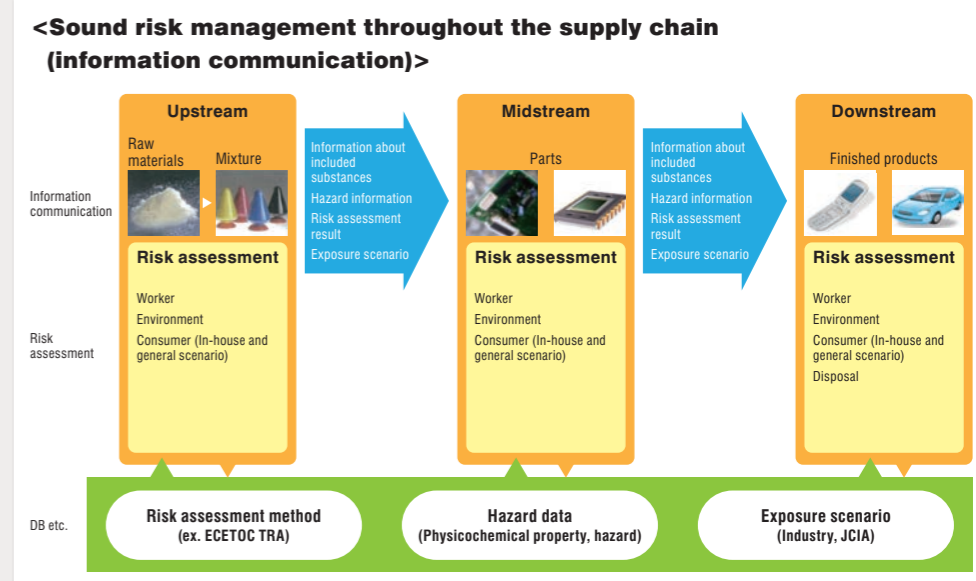 <Sound risk management throughout the supply chain
(information communication)>
Upstream
Raw
materials
Mixture
Information about
included
substances
Hazard information
Risk assessment
result
Exposure scenario
Midstream
Parts
Information about
included
substances
Hazard information
Risk assessment
result
Exposure scenario
Downstream
Finished products
Information
communication
Risk assessment
Worker
Environment
Consumer (In-house and
general scenario)
Risk assessment
Worker
Environment
Consumer (In-house and
general scenario)
Risk assessment
Worker
Environment
Consumer (In-house and
general scenario)
Disposal
Risk
assessment
DB etc.
Risk assessment method
(ex. ECETOC TRA)
Hazard data
(Physicochemical property, hazard)
Exposure scenario
(Industry, JCIA)